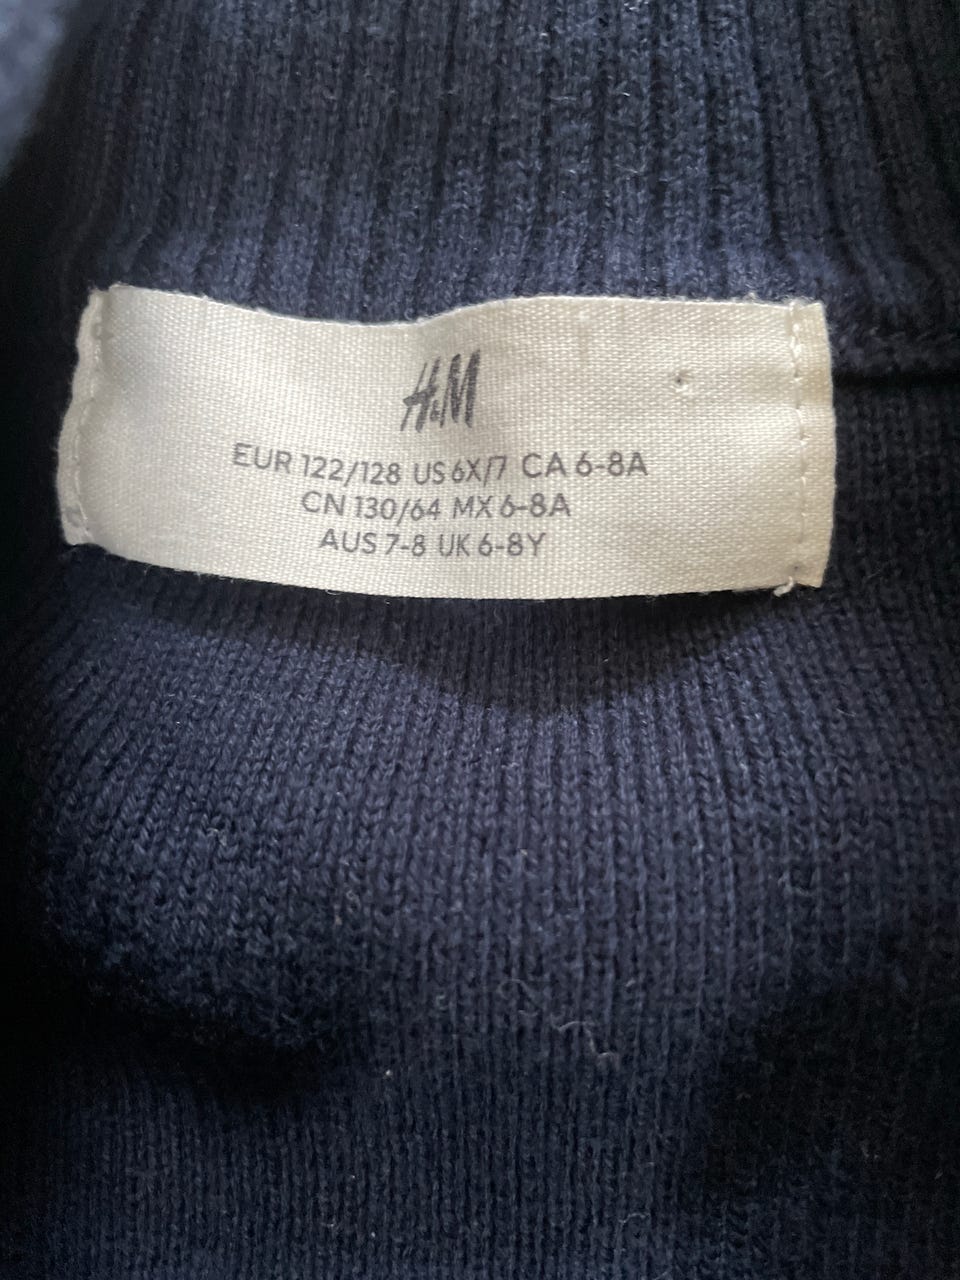 H&M
EUR 122/128 US 6X/7 CA 6-8A
CN 130/64 MX 6-8A
AUS 7-8 UK 6-8Y